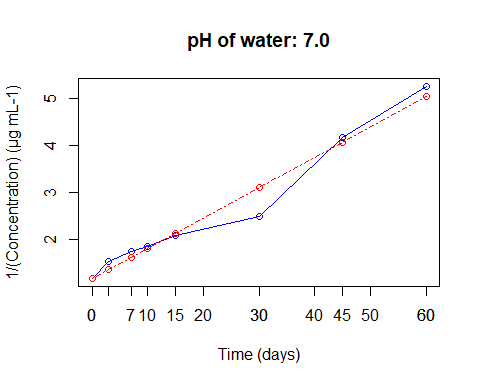 pH of water: 7.0
1/(Concentration) (µg mL-1)
5
4
3
2
0 7 10 15 20 30 40 45 50 60
Time (days)